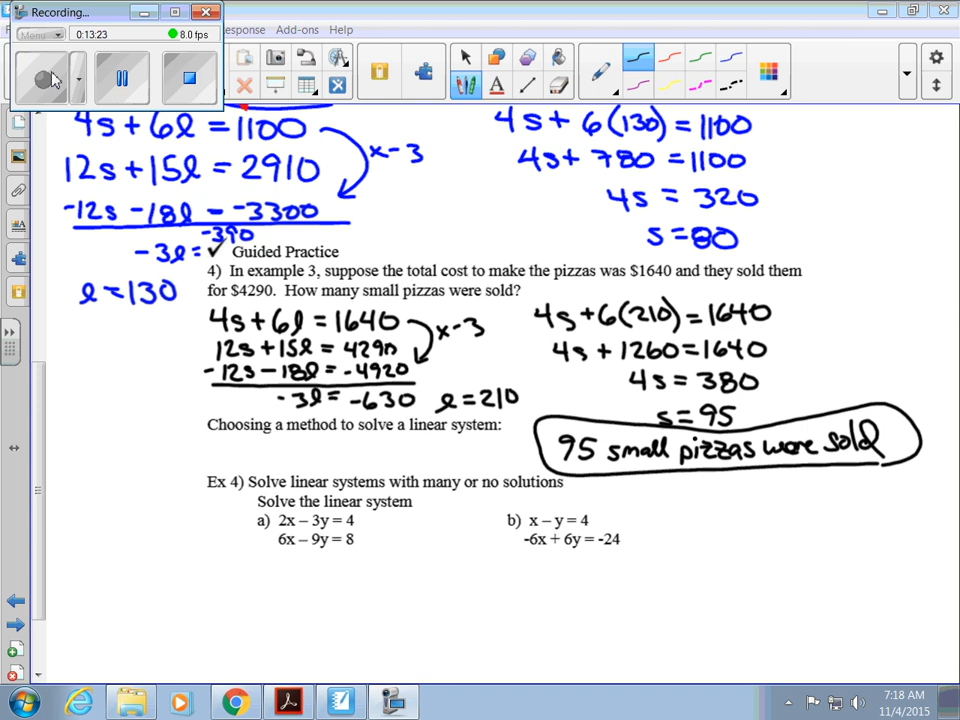 Recording...
Menu
0:13:23
8.0 fps
esponse Add-ons Help
4s + 6l = 1100
x-3
12s + 15l = 2910
-12s - 18l = -3300
-3l = -390
l = 130
4s + 6(130) = 1100
4s + 780 = 1100
4s = 320
s = 80
✓ Guided Practice
4) In example 3, suppose the total cost to make the pizzas was $1640 and they sold them
for $4290. How many small pizzas were sold?
4s + 6l = 1640
x-3
12s + 15l = 4290
-12s - 18l = -4920
-3l = -630 l = 210
4s + 6(210) = 1640
4s + 1260 = 1640
4s = 380
s = 95
95 small pizzas were sold
Choosing a method to solve a linear system:
Ex 4) Solve linear systems with many or no solutions
Solve the linear system
a) 2x – 3y = 4
6x – 9y = 8
b) x – y = 4
-6x + 6y = -24
7:18 AM
11/4/2015